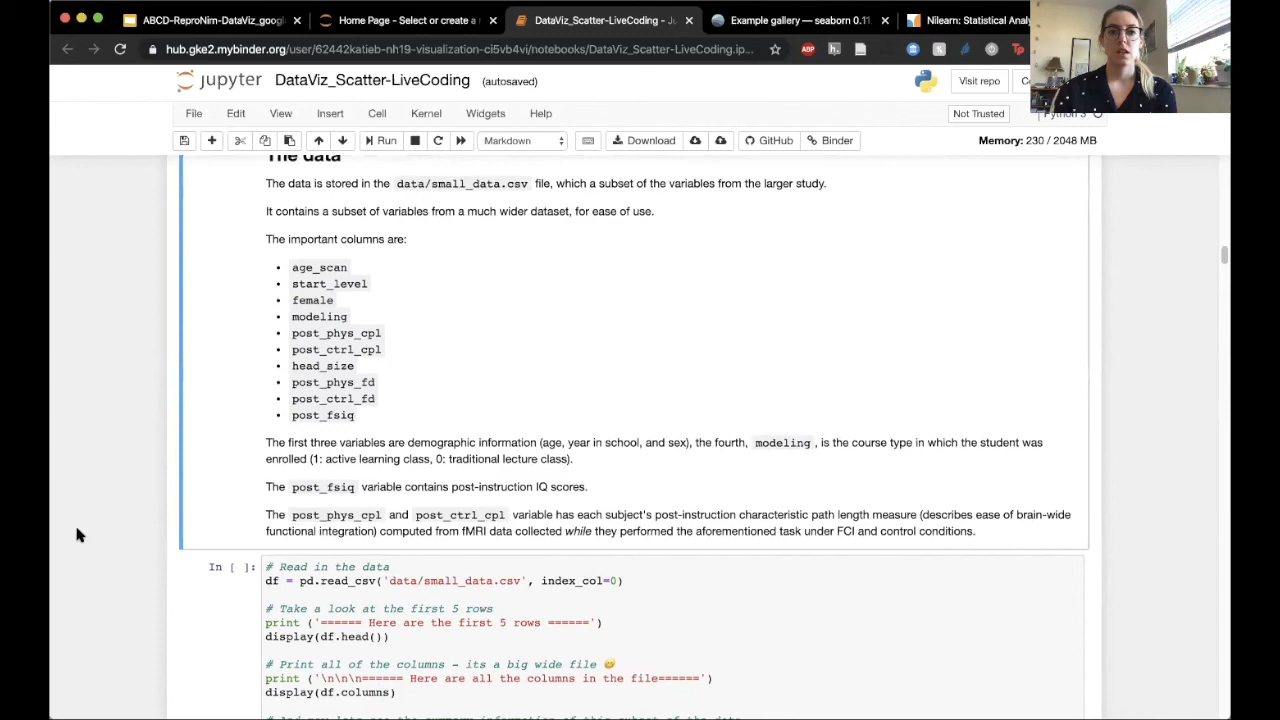 ABCD-ReproNim-DataViz_goog
Home Page - Select or create a n
DataViz_Scatter-LiveCoding - Ju
Example gallery — seaborn 0.11.
Nilearn: Statistical Analy
hub.gke2.mybinder.org/user/62442katieb-nh19-visualization-ci5vb4vi/notebooks/DataViz_Scatter-LiveCoding.ip...
ABP
jupyter DataViz_Scatter-LiveCoding (autosaved)
Visit repo
File Edit View Insert Cell Kernel Widgets Help
Not Trusted
Python 3
Run
Markdown
Download
GitHub
Binder
Memory: 230 / 2048 MB
The data
The data is stored in the data/small_data.csv file, which a subset of the variables from the larger study.
It contains a subset of variables from a much wider dataset, for ease of use.
The important columns are:
• age_scan
• start_level
• female
• modeling
• post_phys_cpl
• post_ctrl_cpl
• head_size
• post_phys_fd
• post_ctrl_fd
• post_fsiq
The first three variables are demographic information (age, year in school, and sex), the fourth, modeling , is the course type in which the student was
enrolled (1: active learning class, 0: traditional lecture class).
The post_fsiq variable contains post-instruction IQ scores.
The post_phys_cpl and post_ctrl_cpl variable has each subject's post-instruction characteristic path length measure (describes ease of brain-wide
functional integration) computed from fMRI data collected while they performed the aforementioned task under FCI and control conditions.
In [ ]: # Read in the data
df = pd.read_csv('data/small_data.csv', index_col=0)
# Take a look at the first 5 rows
print ('====== Here are the first 5 rows ======')
display(df.head())
# Print all of the columns - its a big wide file 😅
print ('\n\n\n====== Here are all the columns in the file======')
display(df.columns)